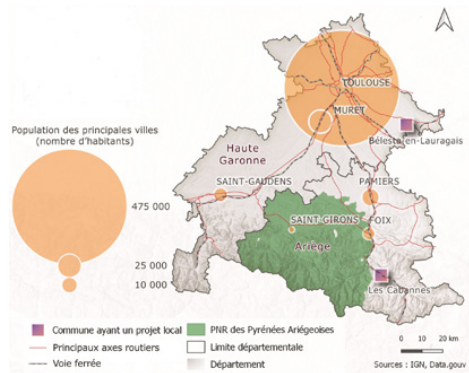 TOULOUSE
MURET
Population des principales villes
(nombre d'habitants)
Béleste-en-Lauragais
Haute
Garonne
SAINT-GAUDENS
PAMIERS
475 000
SAINT-GIRONS
FOIX
Ariège
25 000
10 000
Les Cabannes
Commune ayant un projet local
PNR des Pyrénées Ariégeoises
0 10 20 km
Principaux axes routiers
Limite départementale
Voie ferrée
Département
Sources : IGN, Data.gouv